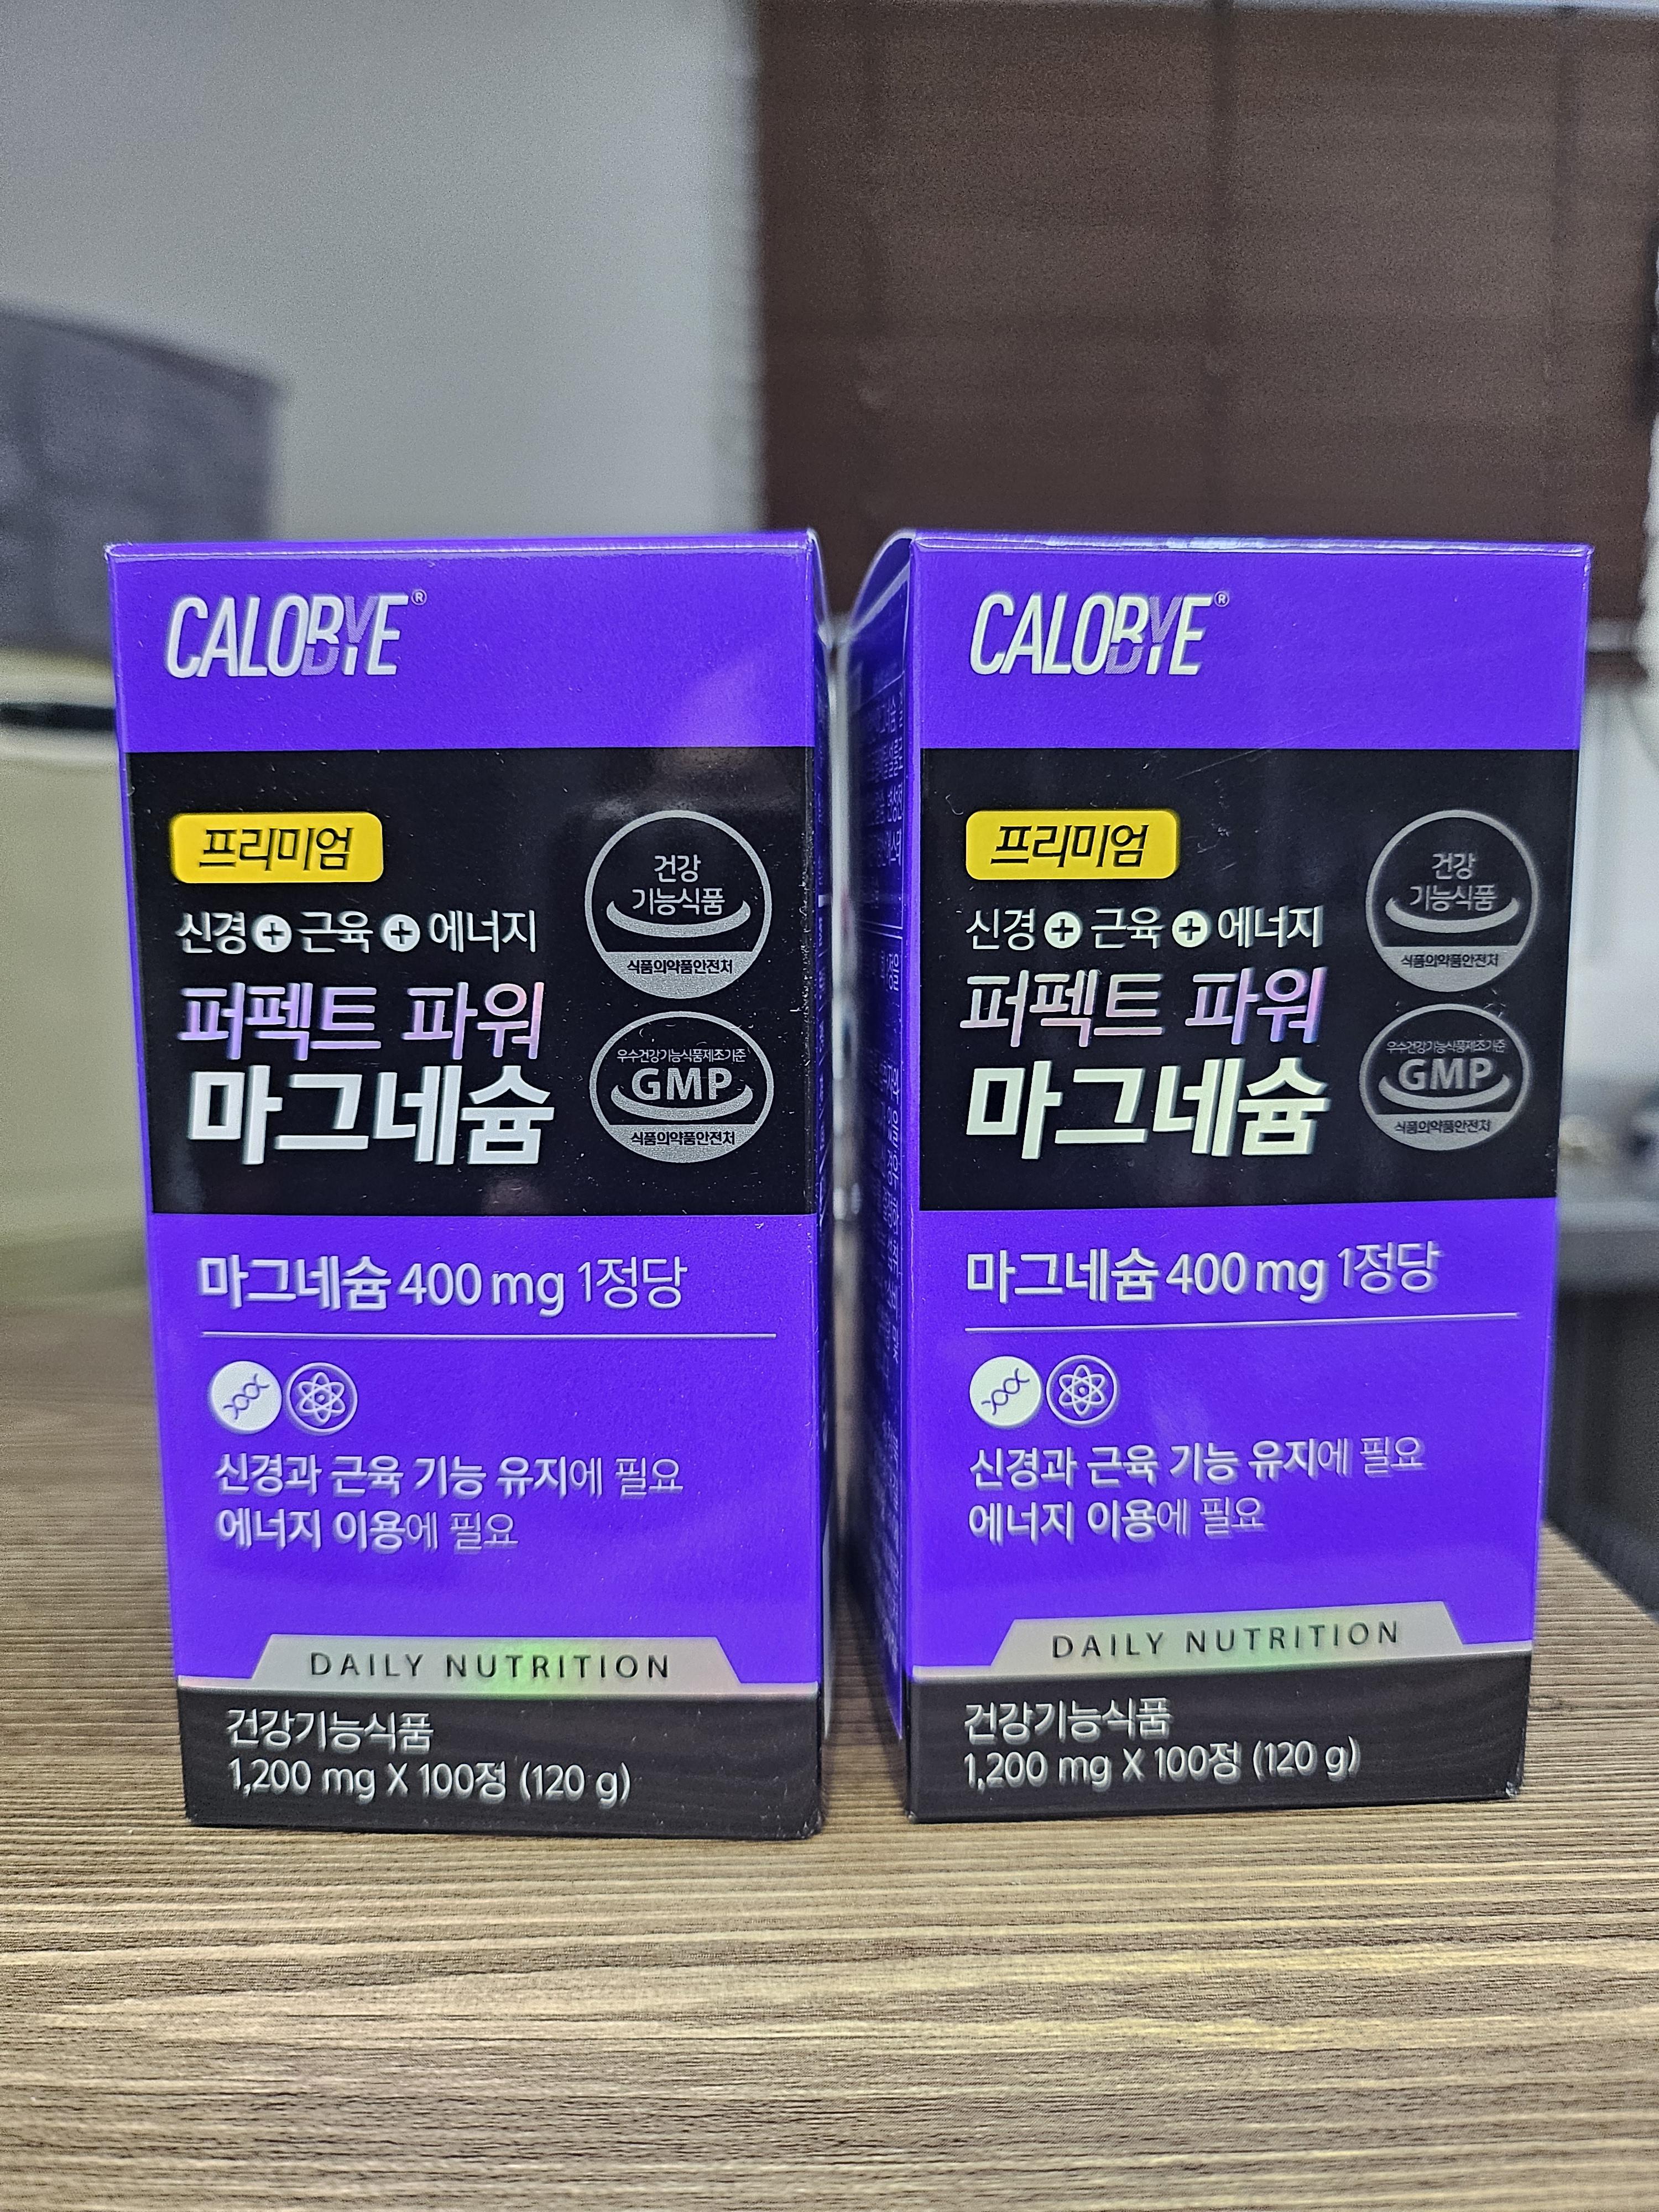 CALOBYE®
프리미엄
신경+근육+에너지
퍼펙트 파워
마그네슘
건강
기능식품
식품의약품안전처
우수건강기능식품제조기준
GMP
식품의약품안전처
마그네슘 400 mg 1정당
신경과 근육 기능 유지에 필요
에너지 이용에 필요
DAILY NUTRITION
건강기능식품
1,200 mg X 100정 (120 g)
CALOBYE®
프리미엄
신경+근육+에너지
퍼펙트 파워
마그네슘
건강
기능식품
식품의약품안전처
우수건강기능식품제조기준
GMP
식품의약품안전처
마그네슘 400 mg 1정당
신경과 근육 기능 유지에 필요
에너지 이용에 필요
DAILY NUTRITION
건강기능식품
1,200 mg X 100정 (120 g)